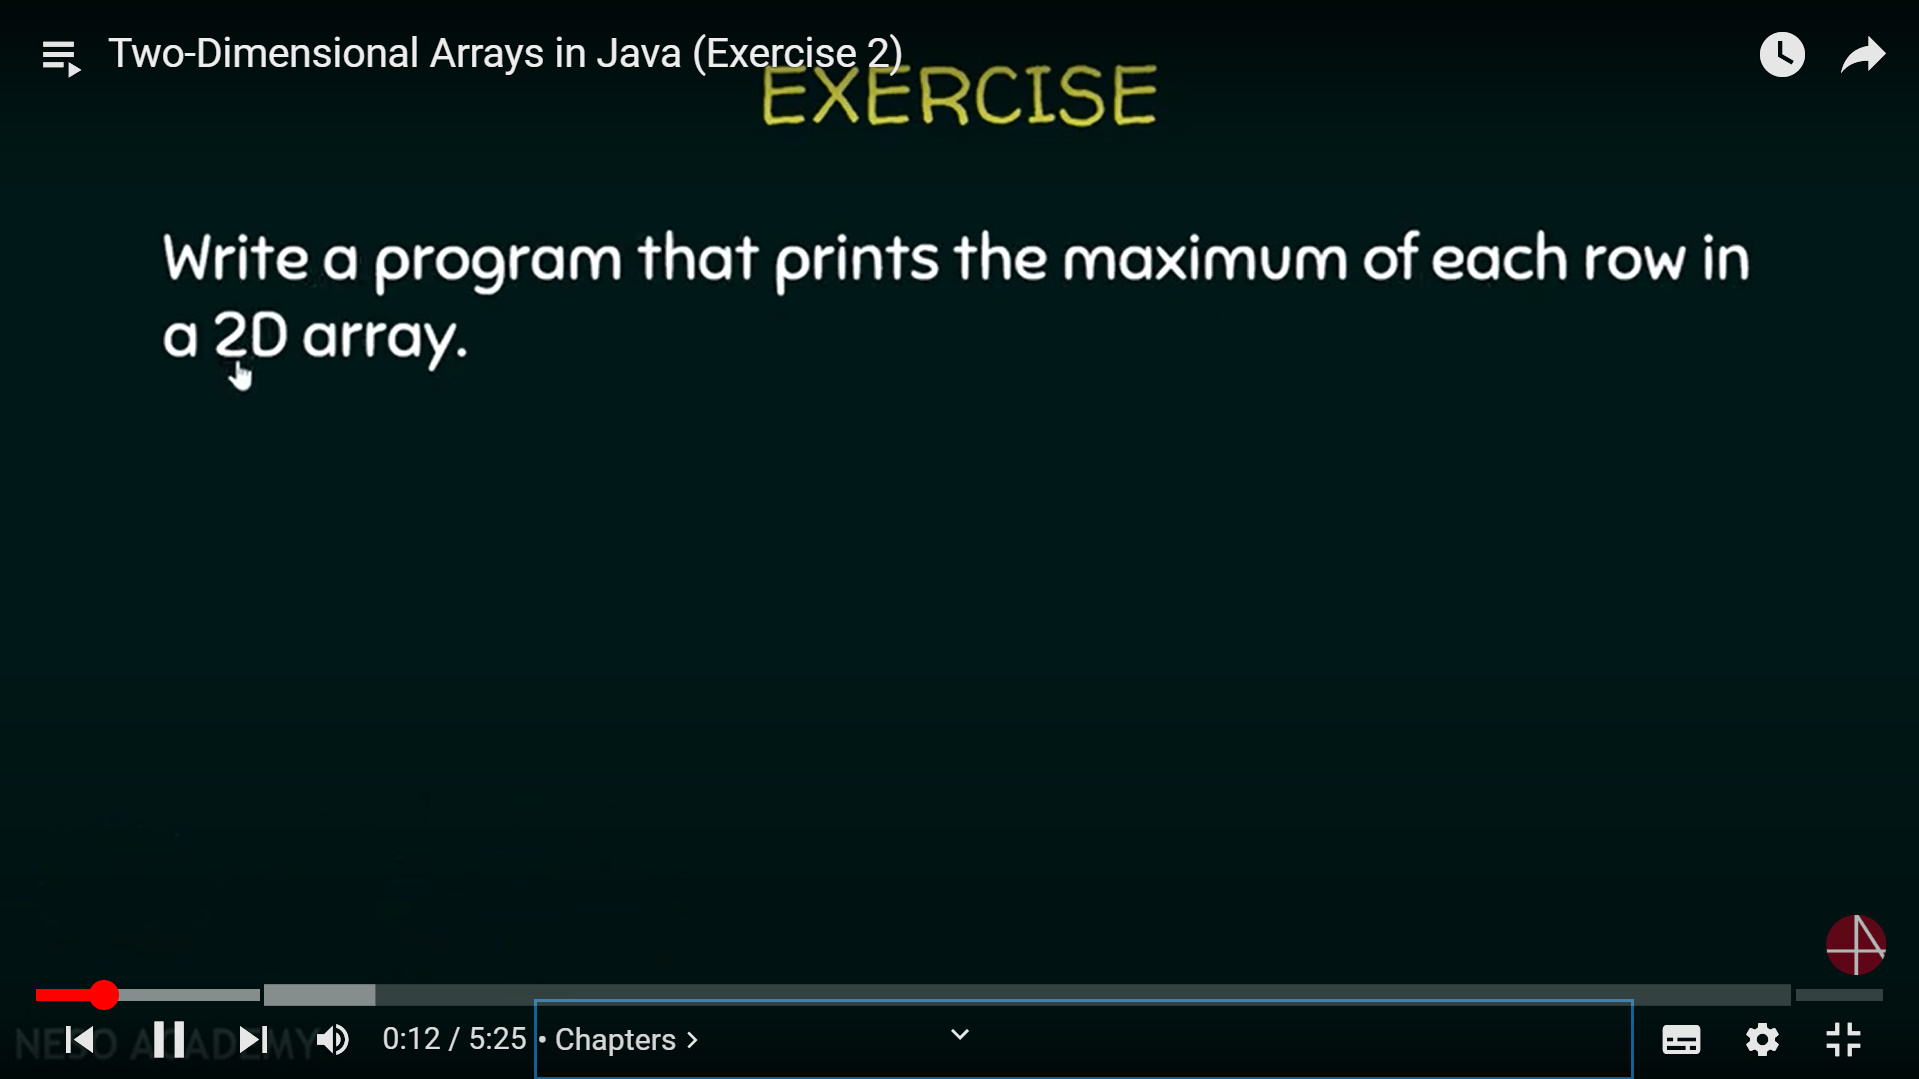 Two-Dimensional Arrays in Java (Exercise 2)
EXERCISE
Write a program that prints the maximum of each row in
a 2D array.
NESO ACADEMY
0:12 / 5:25 • Chapters >